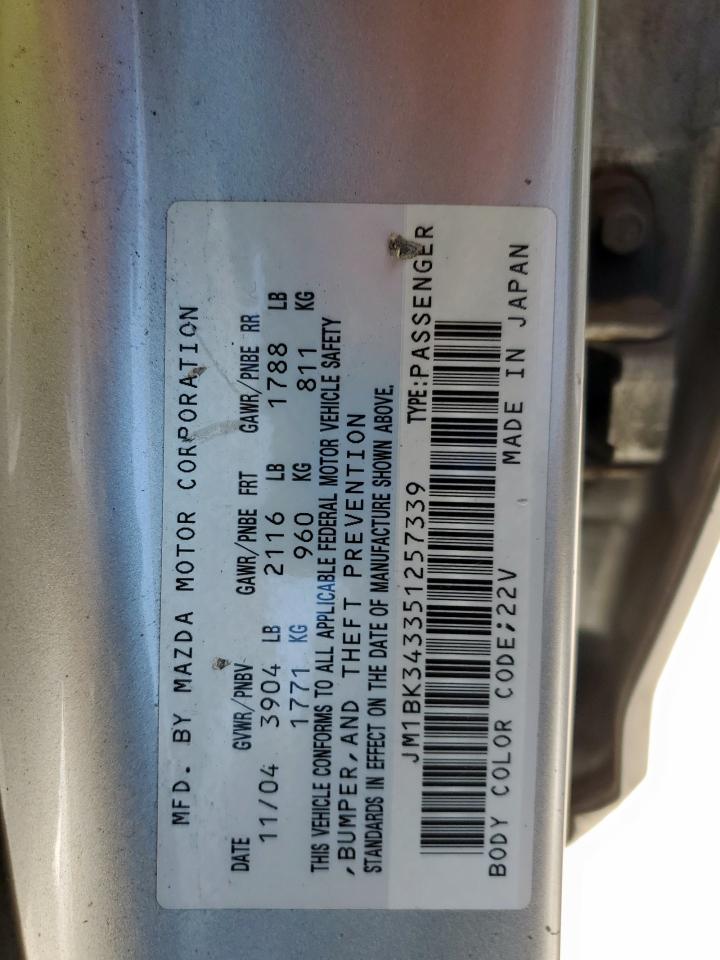 MFD. BY MAZDA MOTOR CORPORATION
DATE GVWR/PNBV GAWR/PNBE FRT GAWR/PNBE RR
11/04 3904 LB 2116 LB 1788 LB
1771 KG 960 KG 811 KG
THIS VEHICLE CONFORMS TO ALL APPLICABLE FEDERAL MOTOR VEHICLE SAFETY
,BUMPER,AND THEFT PREVENTION
STANDARDS IN EFFECT ON THE DATE OF MANUFACTURE SHOWN ABOVE.
JM1BK343351257339 TYPE:PASSENGER
BODY COLOR CODE;22V MADE IN JAPAN